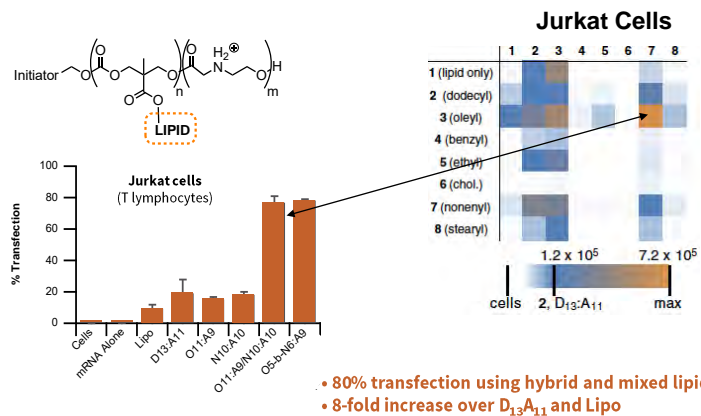 Jurkat Cells
Initiator O O O O O n O O LIPID O H₂ N ⊕ O H m
1 2 3 4 5 6 7 8
1 (lipid only)
2 (dodecyl)
3 (oleyl)
4 (benzyl)
5 (ethyl)
6 (chol.)
7 (nonenyl)
8 (stearyl)
1.2 x 10⁵ 7.2 x 10⁵
cells 2, D₁₃:A₁₁ max
Jurkat cells
(T lymphocytes)
% Transfection
100
80
60
40
20
0
Cells
mRNA Alone
Lipo
D13:A11
O11:A9
N10:A10
O11:A9/N10:A10
O5-b-N6:A9
• 80% transfection using hybrid and mixed lipi
• 8-fold increase over D₁₃A₁₁ and Lipo